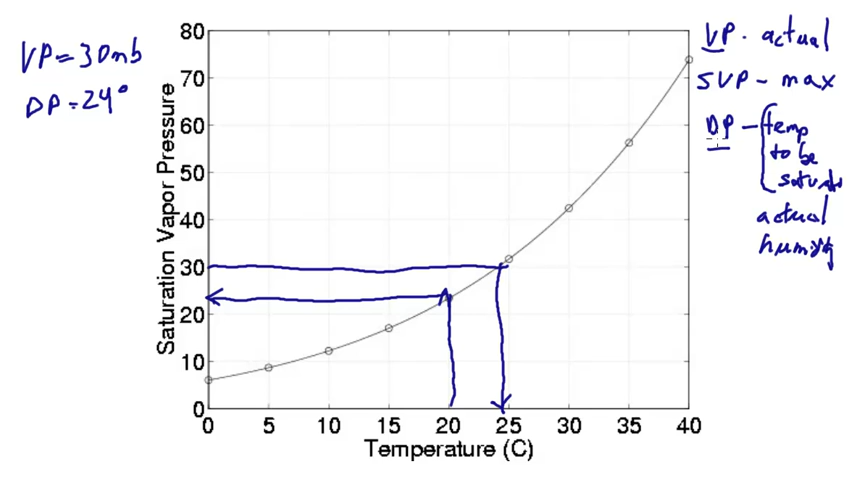 VP = 30mb
DP = 24°
VP - actual
SVP - max
DP - temp
to be
actual
humidity
Saturation Vapor Pressure
80
70
60
50
40
30
20
10
0
0 5 10 15 20 25 30 35 40
Temperature (C)